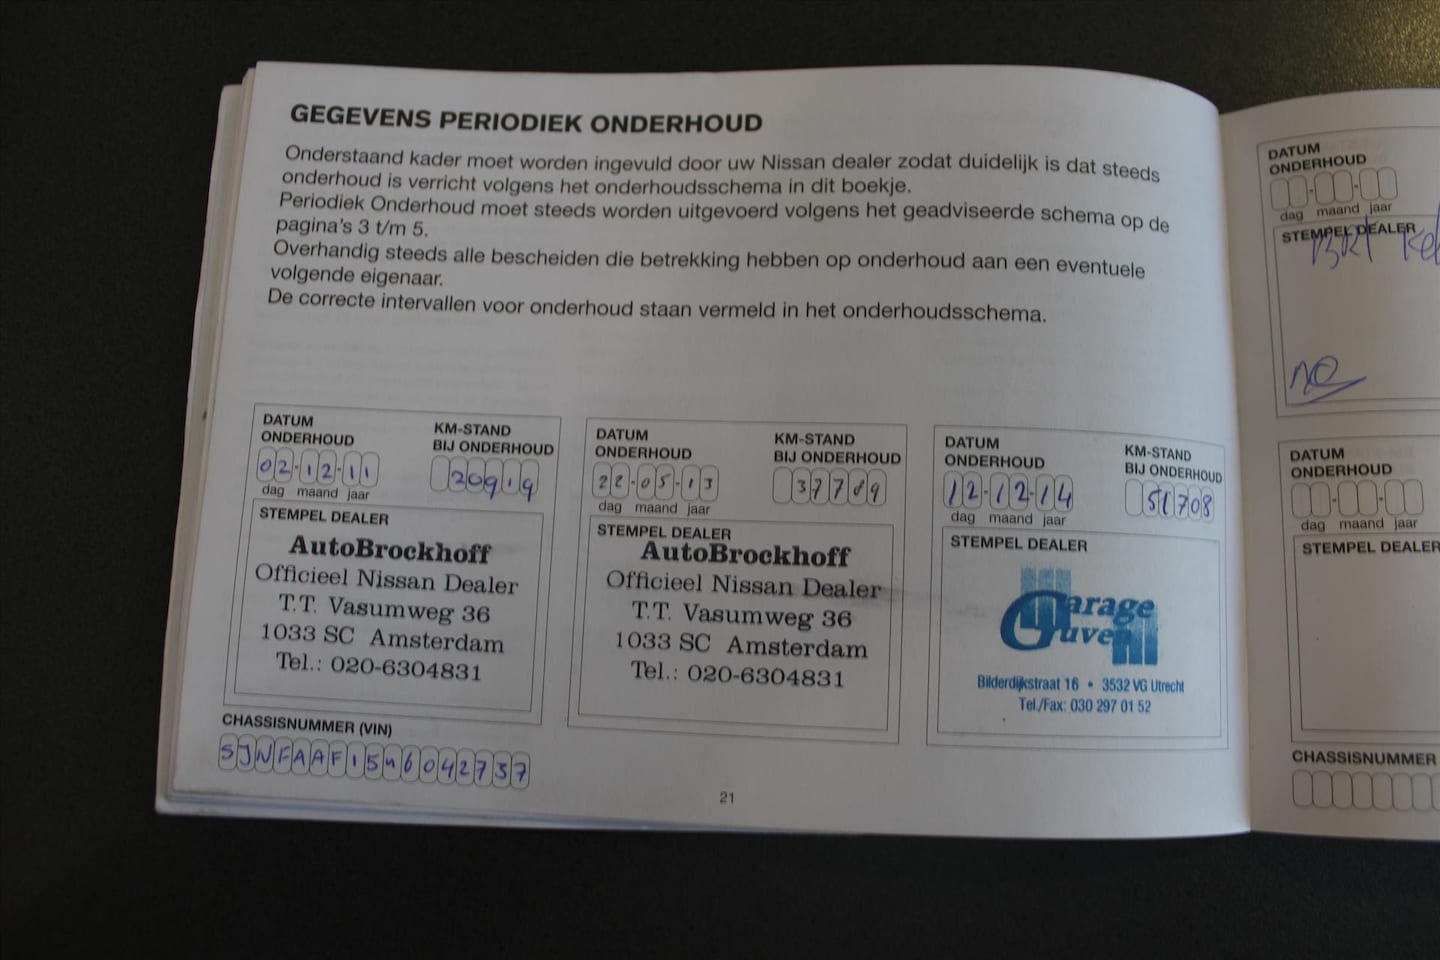 GEGEVENS PERIODIEK ONDERHOUD
Onderstaand kader moet worden ingevuld door uw Nissan dealer zodat duidelijk is dat steeds
onderhoud is verricht volgens het onderhoudsschema in dit boekje.
Periodiek Onderhoud moet steeds worden uitgevoerd volgens het geadviseerde schema op de
pagina's 3 t/m 5.
Overhandig steeds alle bescheiden die betrekking hebben op onderhoud aan een eventuele
volgende eigenaar.
De correcte intervallen voor onderhoud staan vermeld in het onderhoudsschema.
DATUM
ONDERHOUD
KM-STAND
BIJ ONDERHOUD
02-12-11
20919
dag maand jaar
STEMPEL DEALER
AutoBrockhoff
Officieel Nissan Dealer
T.T. Vasumweg 36
1033 SC Amsterdam
Tel.: 020-6304831
CHASSISNUMMER (VIN)
SJNFAAF15U6042737
DATUM
ONDERHOUD
KM-STAND
BIJ ONDERHOUD
22-05-13
37789
dag maand jaar
STEMPEL DEALER
AutoBrockhoff
Officieel Nissan Dealer
T.T. Vasumweg 36
1033 SC Amsterdam
Tel.: 020-6304831
DATUM
ONDERHOUD
KM-STAND
BIJ ONDERHOUD
12-12-14
51708
dag maand jaar
STEMPEL DEALER
Garage
Guven
Bilderdijkstraat 16 • 3532 VG Utrecht
Tel./Fax: 030 297 01 52
21
DATUM
ONDERHOUD
dag maand jaar
STEMPEL DEALER
DATUM
ONDERHOUD
dag maand jaar
STEMPEL DEALER
CHASSISNUMMER